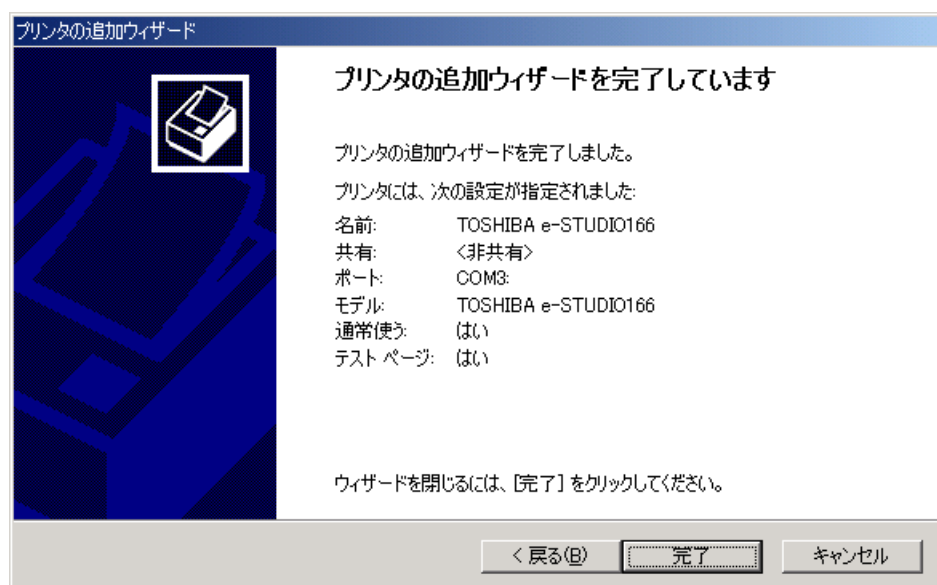 プリンタの追加ウィザード
プリンタの追加ウィザードを完了しています
プリンタの追加ウィザードを完了しました。
プリンタには、次の設定が指定されました:
名前: TOSHIBA e-STUDIO166
共有: <非共有>
ポート: COM3:
モデル: TOSHIBA e-STUDIO166
通常使う: はい
テスト ページ: はい
ウィザードを閉じるには、[完了] をクリックしてください。
< 戻る(B) 完了 キャンセル